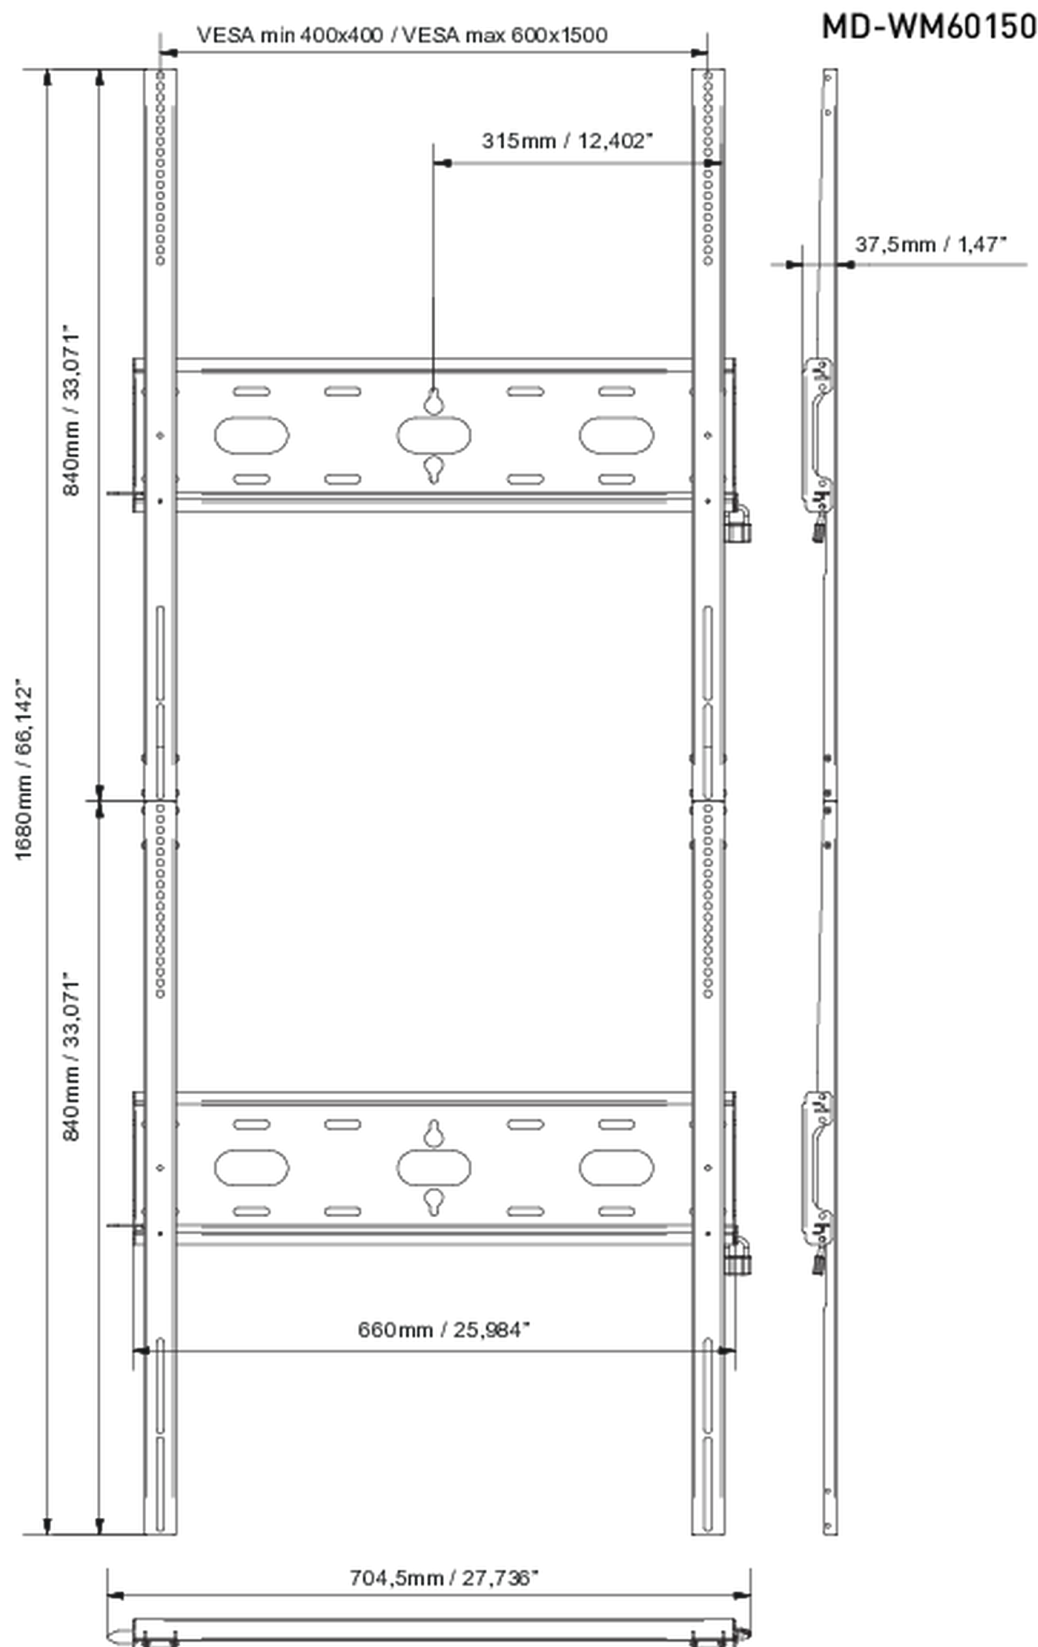 MD-WM60150
VESA min 400x400 / VESA max 600x1500
315mm / 12,402"
37,5mm / 1,47"
840mm / 33,071"
1680mm / 66,142"
840mm / 33,071"
660mm / 25,984"
704,5mm / 27,736"